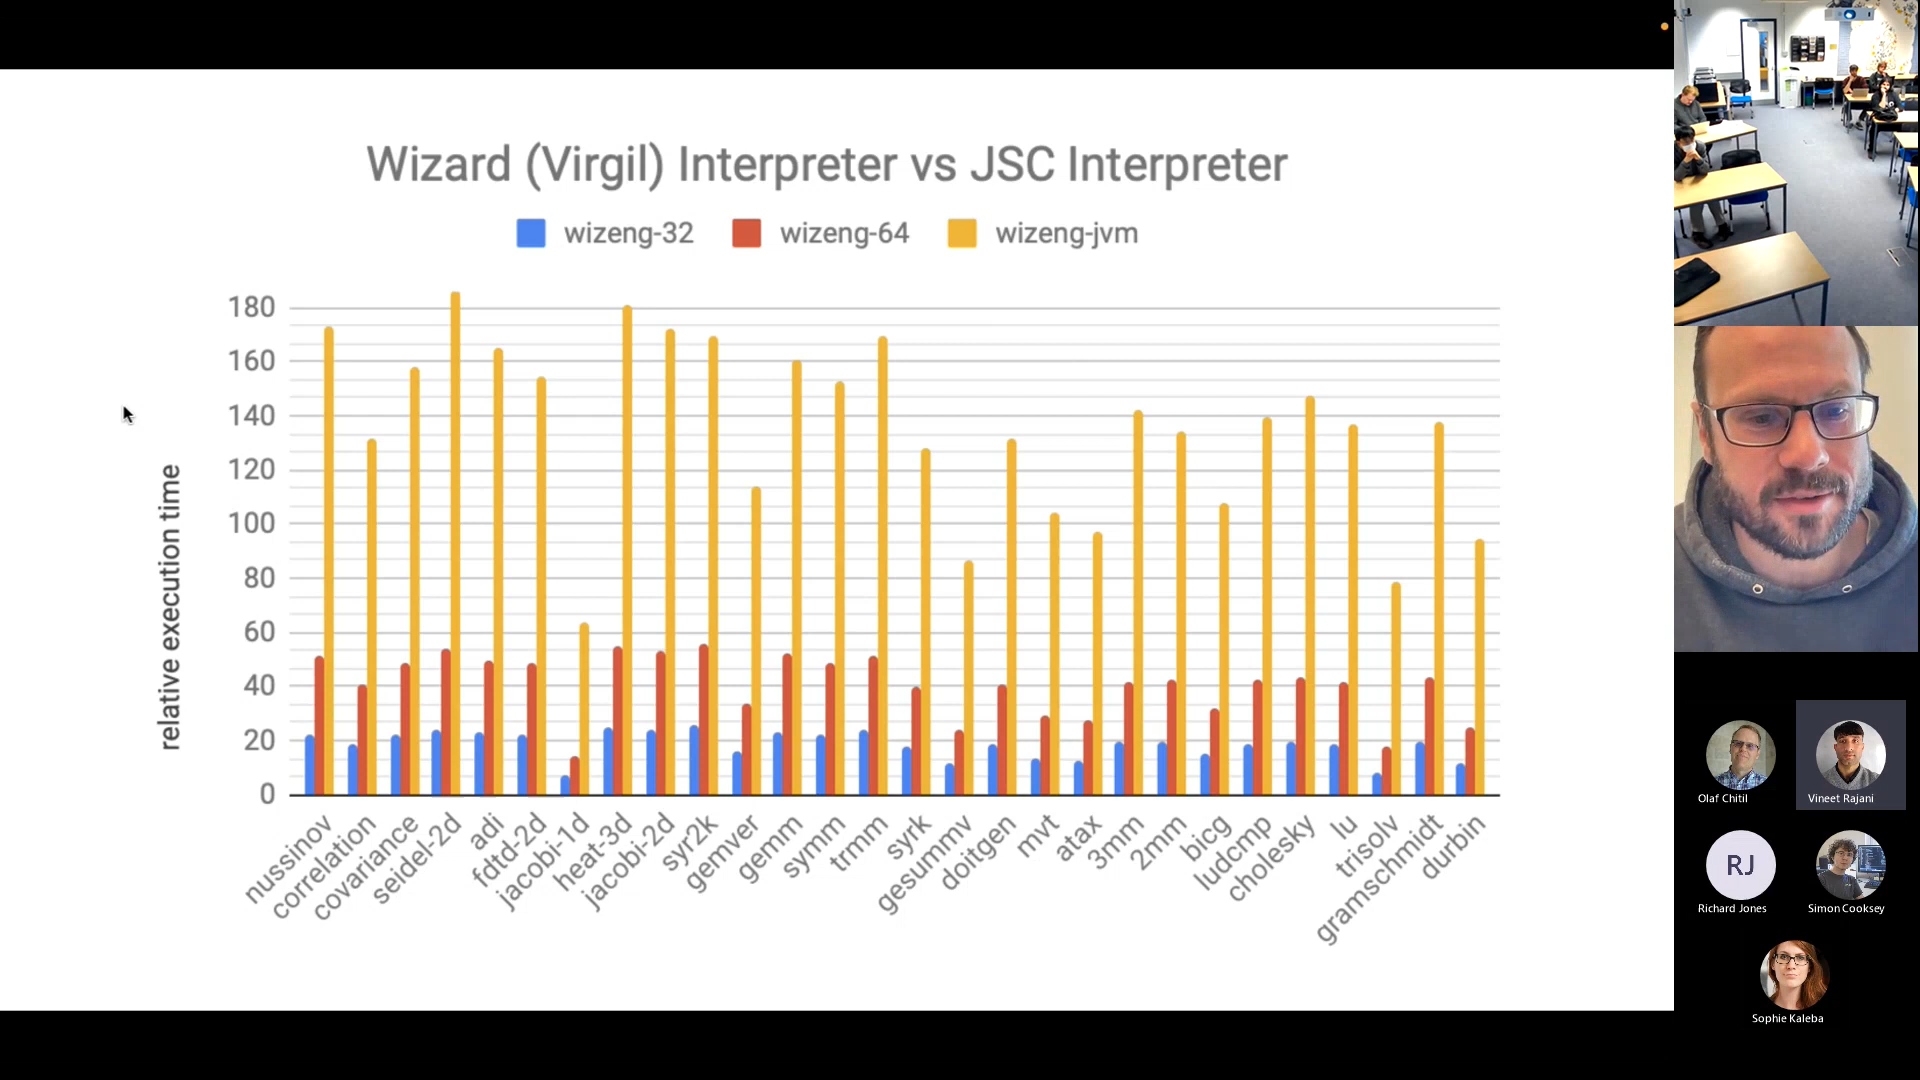 Wizard (Virgil) Interpreter vs JSC Interpreter
wizeng-32 wizeng-64 wizeng-jvm
relative execution time
180
160
140
120
100
80
60
40
20
0
nussinov
correlation
covariance
seidel-2d
adi
fdtd-2d
jacobi-1d
heat-3d
jacobi-2d
syr2k
gemver
gemm
symm
trmm
syrk
gesummv
doitgen
mvt
atax
3mm
2mm
bicg
ludcmp
cholesky
lu
trisolv
gramschmidt
durbin
Olaf Chitil
Vineet Rajani
RJ
Richard Jones
Simon Cooksey
Sophie Kaleba